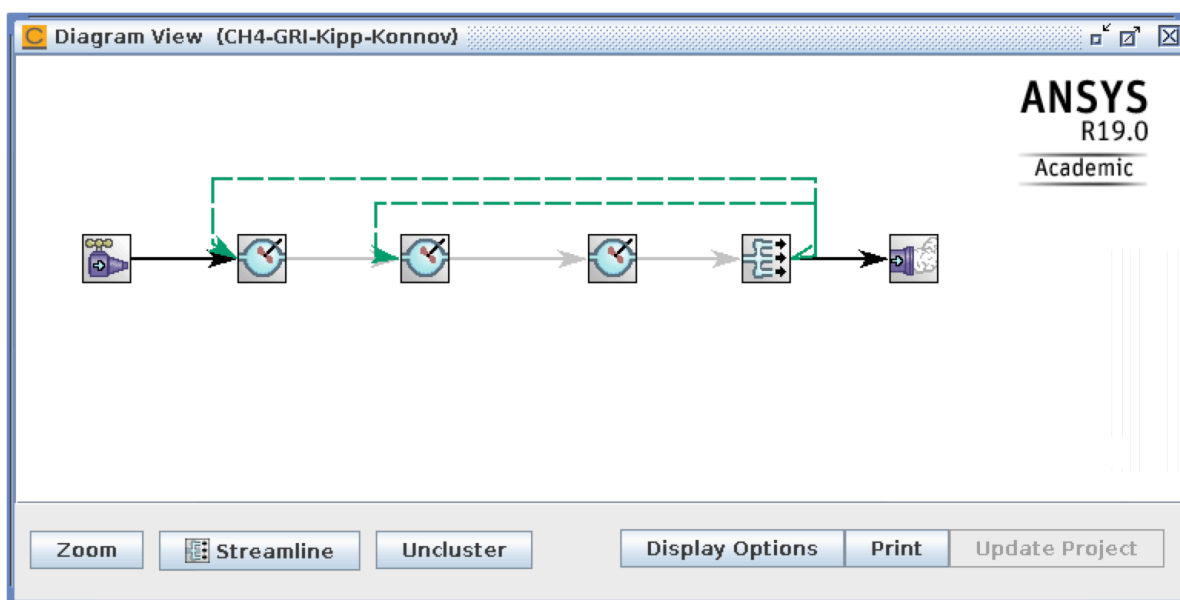 Diagram View (CH4-GRI-Kipp-Konnov)
ANSYS
R19.0
Academic
Zoom
Streamline
Uncluster
Display Options
Print
Update Project